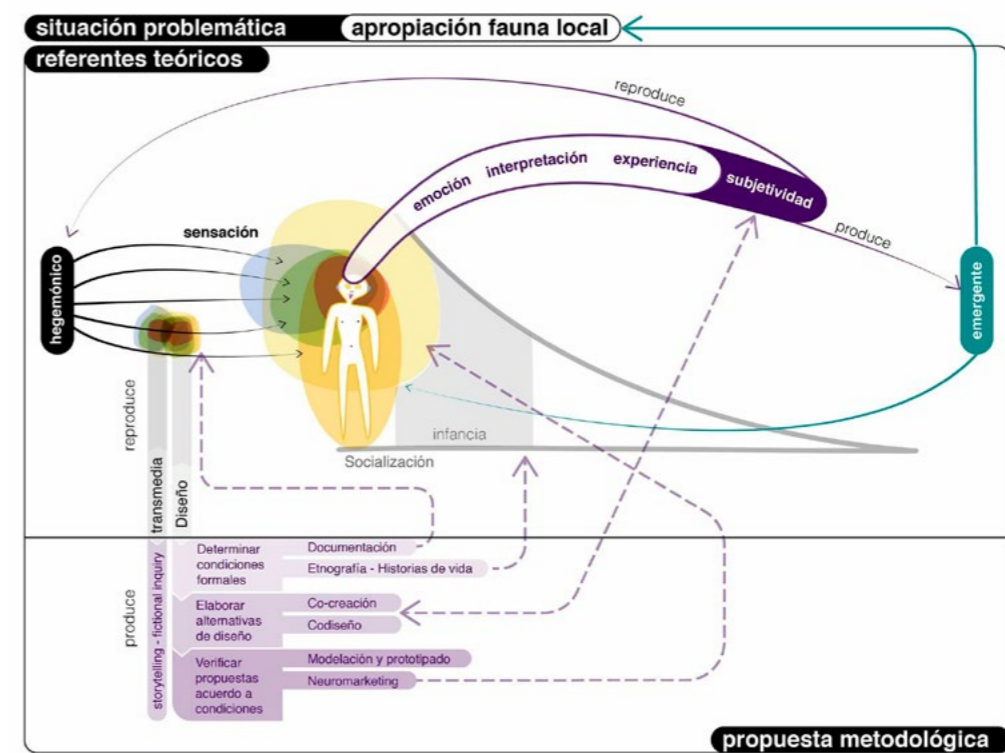 situación problemática
apropiación fauna local
referentes teóricos
reproduce
emoción
interpretación
experiencia
subjetividad
produce
sensación
hegemónico
emergente
reproduce
infancia
Socialización
transmedia
Diseño
produce
storytelling - fictional inquiry
Determinar
condiciones
formales
Documentación
Etnografía - Historias de vida
Elaborar
alternativas
de diseño
Co-creación
Codiseño
Verificar
propuestas
acuerdo a
condiciones
Modelación y prototipado
Neuromarketing
propuesta metodológica